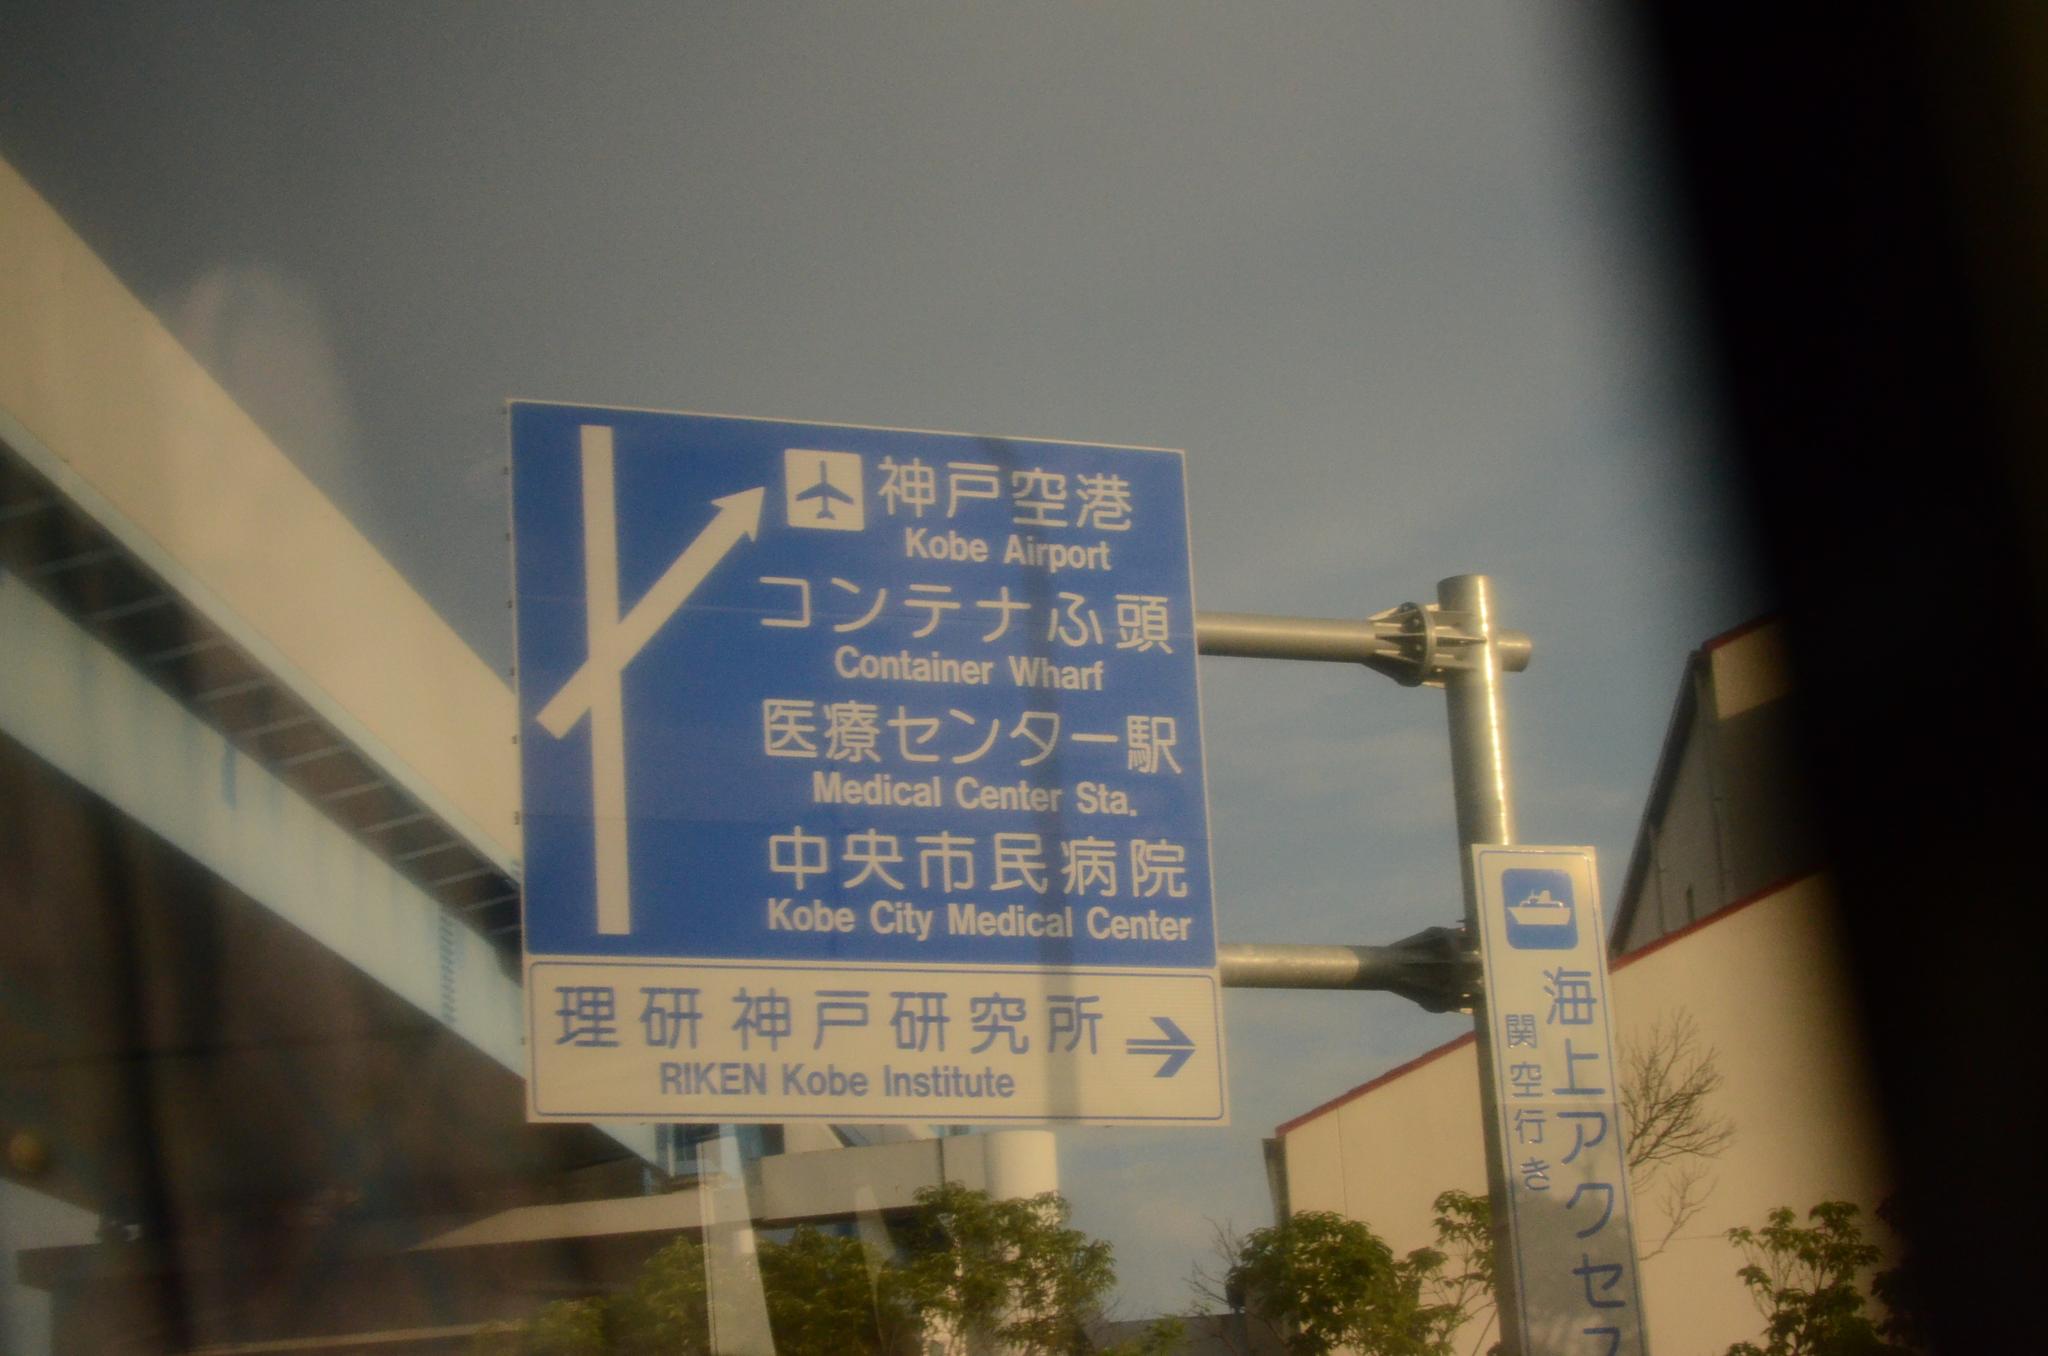 神戸空港
Kobe Airport
コンテナふ頭
Container Wharf
医療センター駅
Medical Center Sta.
中央市民病院
Kobe City Medical Center
理研神戸研究所
RIKEN Kobe Institute
海上アクセス
関空行き